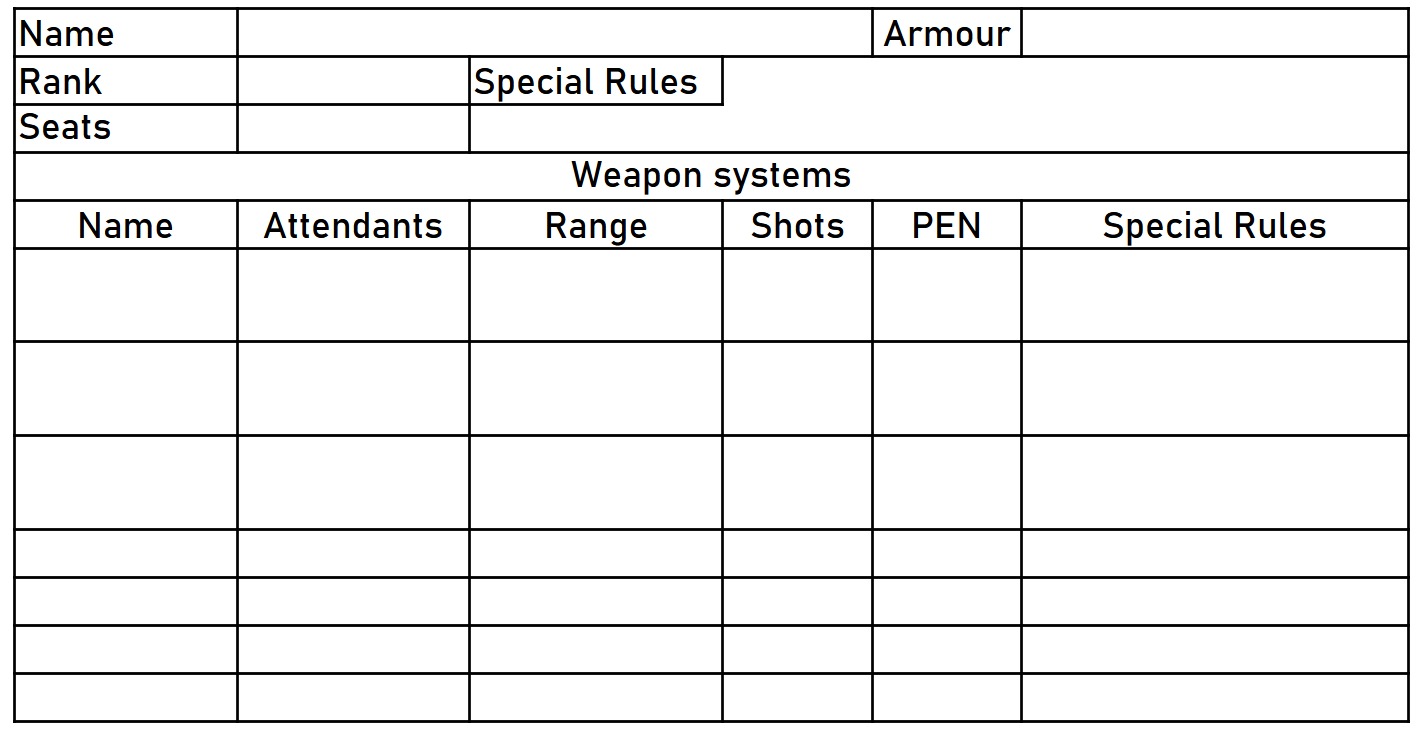 Name Armour
Rank Special Rules
Seats
Weapon systems
Name Attendants Range Shots PEN Special Rules